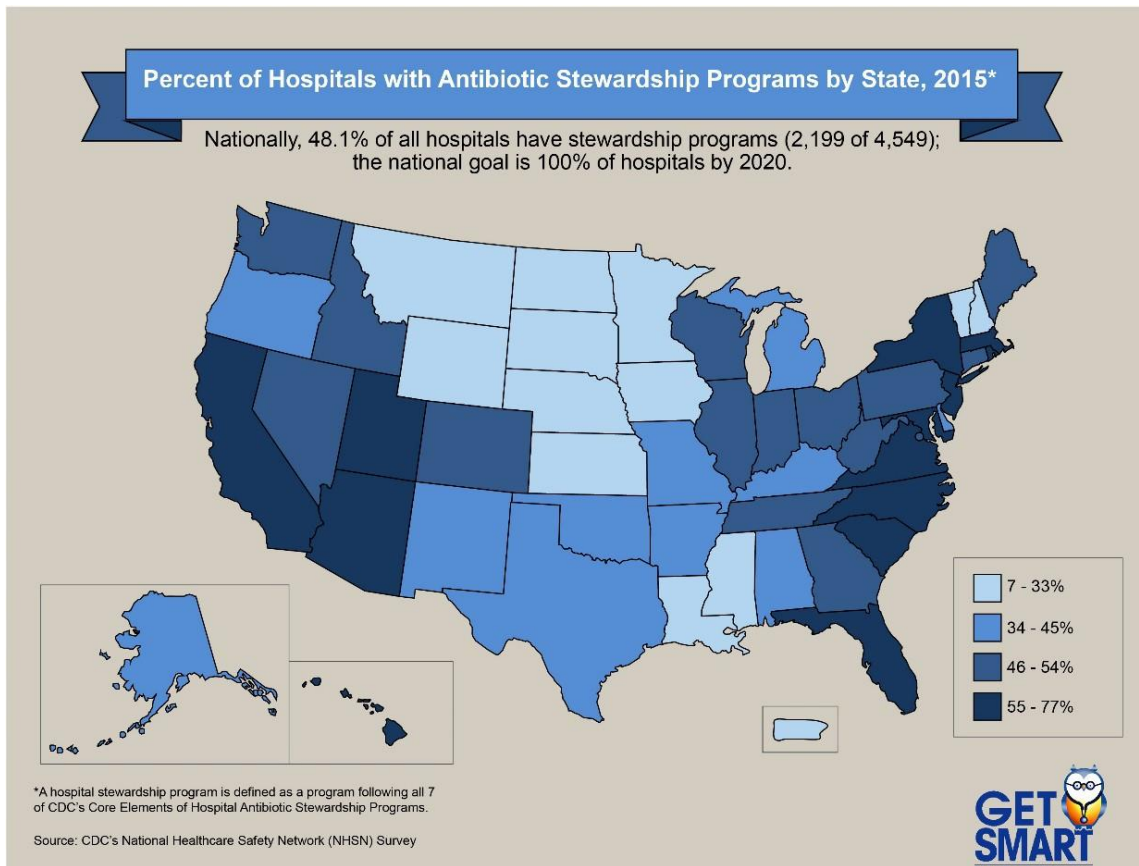 Percent of Hospitals with Antibiotic Stewardship Programs by State, 2015*
Nationally, 48.1% of all hospitals have stewardship programs (2,199 of 4,549);
the national goal is 100% of hospitals by 2020.
7 - 33%
34 - 45%
46 - 54%
55 - 77%
*A hospital stewardship program is defined as a program following all 7
of CDC's Core Elements of Hospital Antibiotic Stewardship Programs.
Source: CDC's National Healthcare Safety Network (NHSN) Survey
GET
SMART